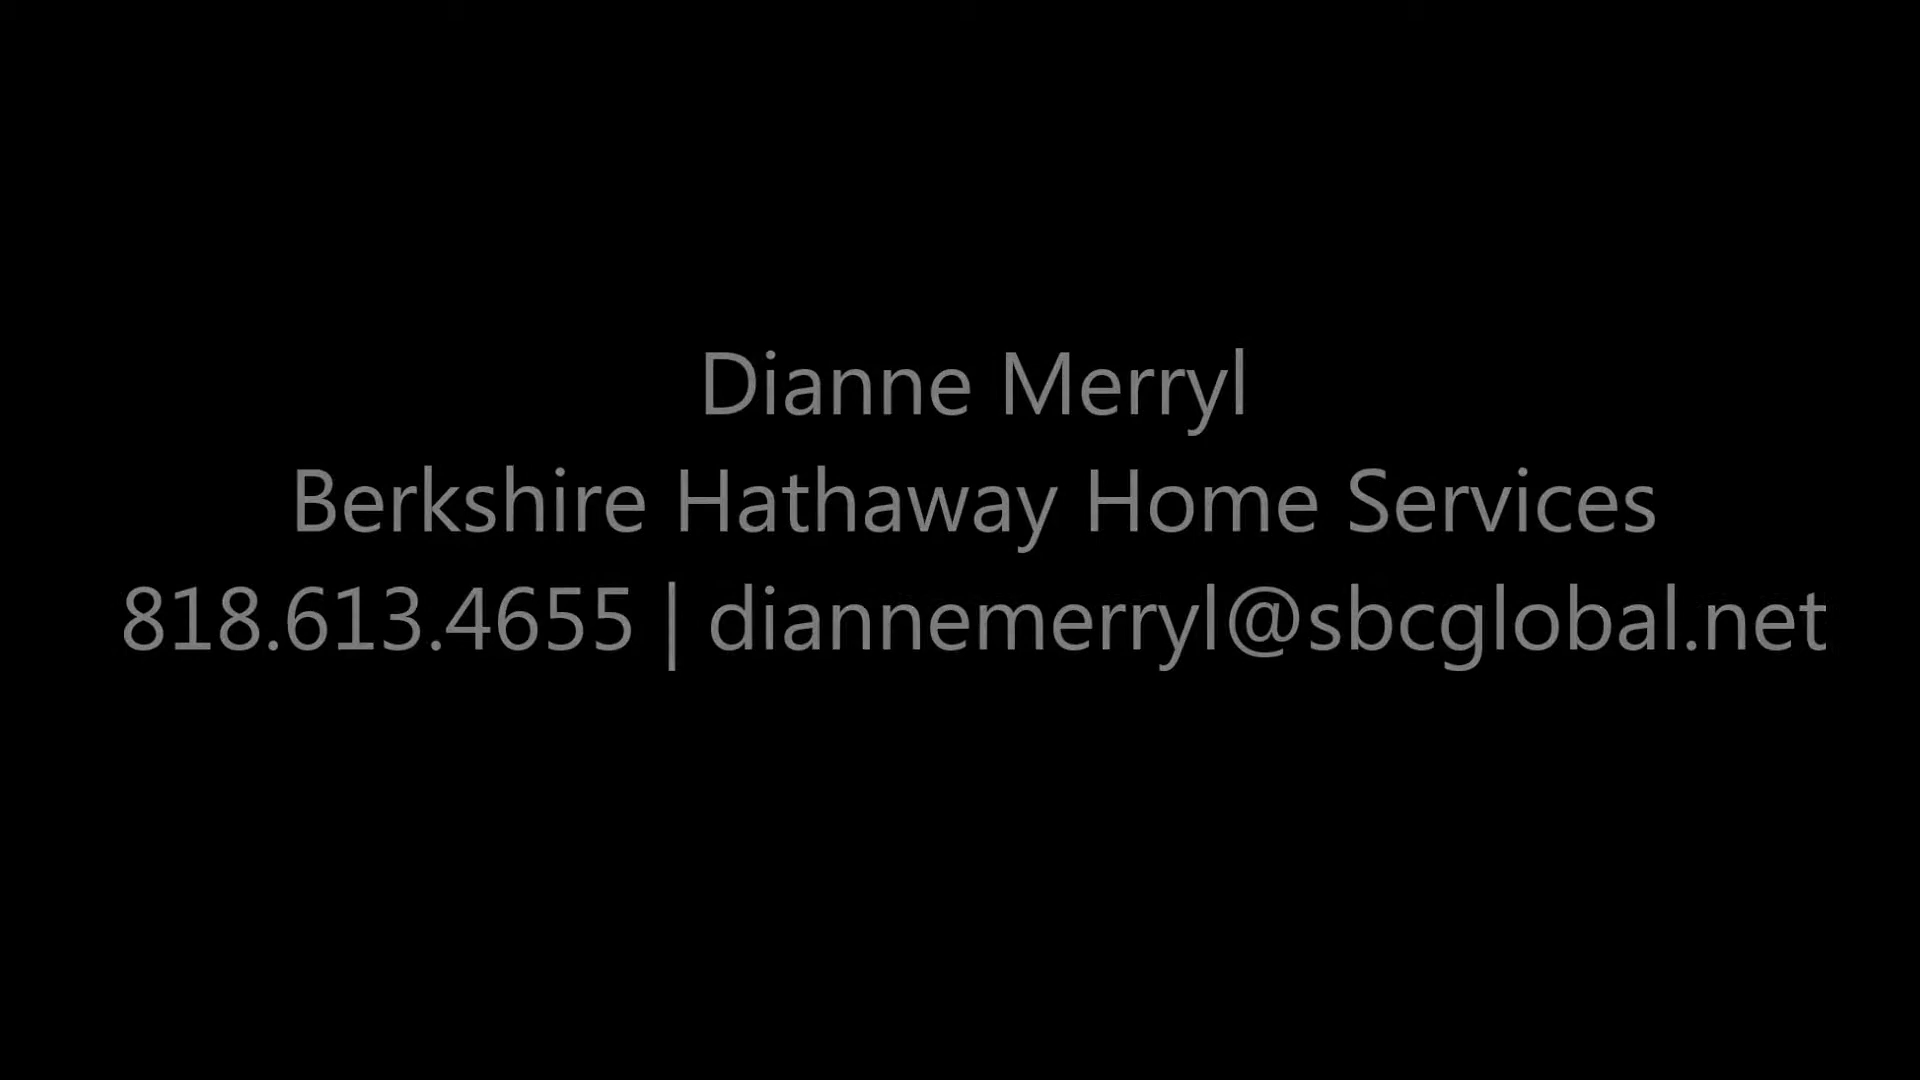 Dianne Merryl
Berkshire Hathaway Home Services
818.613.4655 | diannemerryl@sbcglobal.net